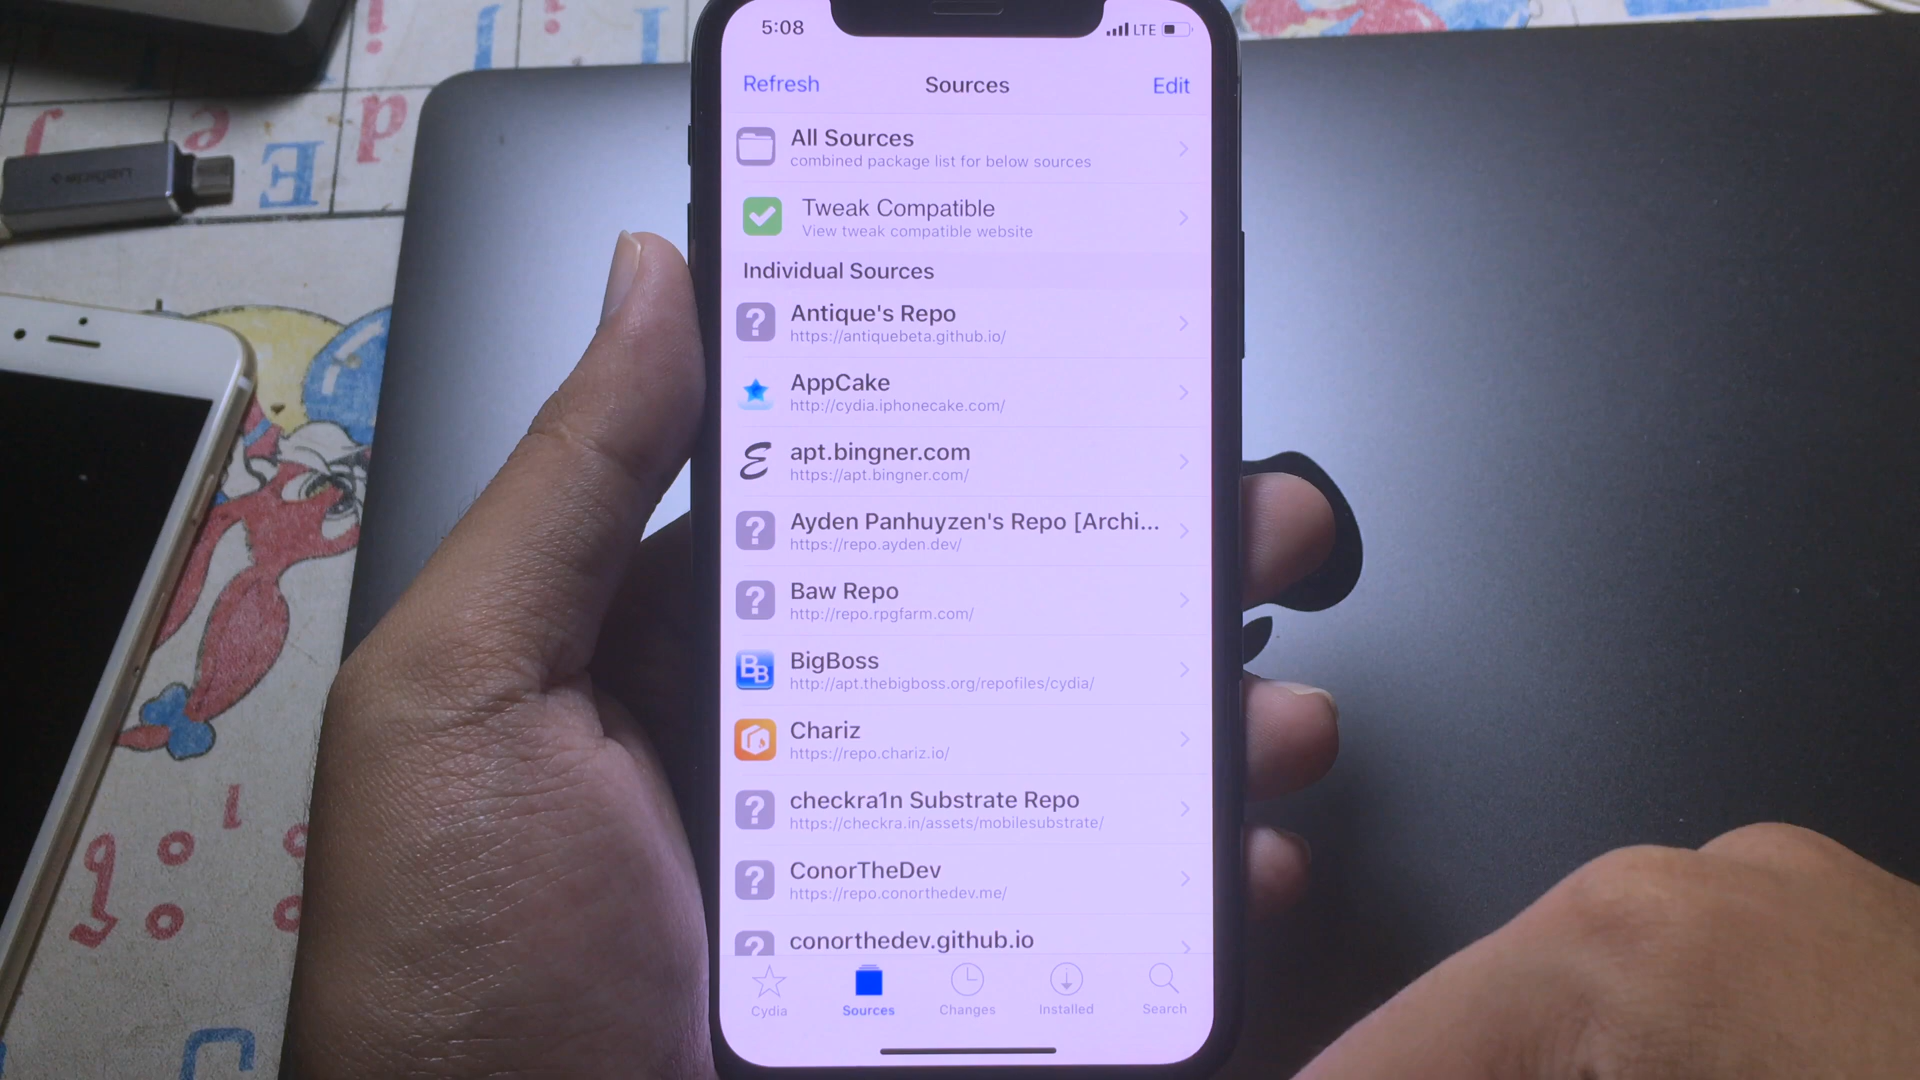 5:08
LTE
Refresh
Sources
Edit
All Sources
combined package list for below sources
Tweak Compatible
View tweak compatible website
Individual Sources
?
Antique's Repo
https://antiquebeta.github.io/
AppCake
http://cydia.iphonecake.com/
E
apt.bingner.com
https://apt.bingner.com/
?
Ayden Panhuyzen's Repo [Archi...
https://repo.ayden.dev/
?
Baw Repo
http://repo.rpgfarm.com/
BB
BigBoss
http://apt.thebigboss.org/repofiles/cydia/
Chariz
https://repo.chariz.io/
?
checkra1n Substrate Repo
https://checkra.in/assets/mobilesubstrate/
?
ConorTheDev
https://repo.conorthedev.me/
?
conorthedev.github.io
Cydia
Sources
Changes
Installed
Search